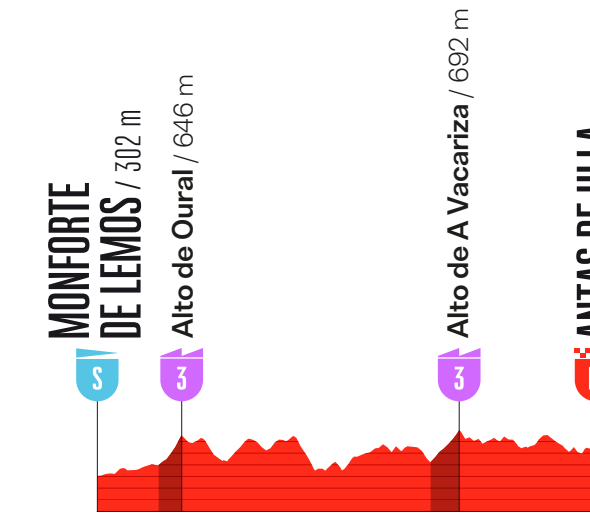 MONFORTE
DE LEMOS / 302 m
Alto de Oural / 646 m
Alto de A Vacariza / 692 m
S
3
3